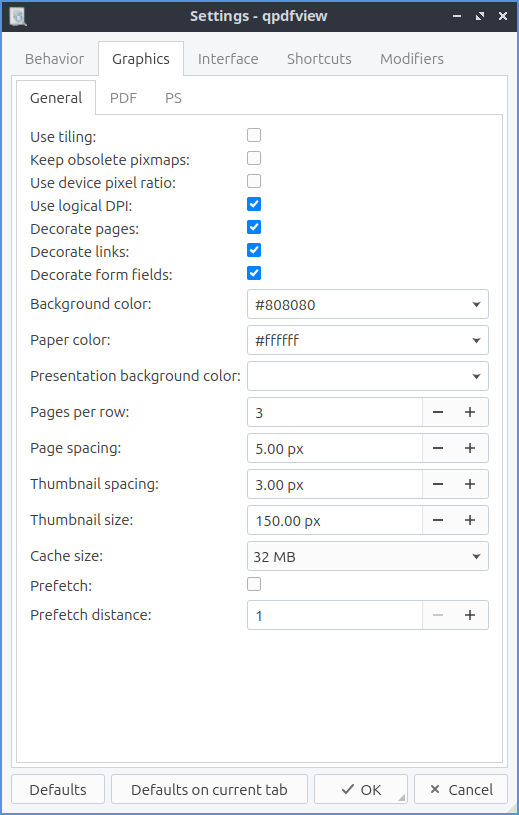 Settings - qpdfview
Behavior Graphics Interface Shortcuts Modifiers
General PDF PS
Use tiling:
Keep obsolete pixmaps:
Use device pixel ratio:
Use logical DPI:
Decorate pages:
Decorate links:
Decorate form fields:
Background color: #808080
Paper color: #ffffff
Presentation background color:
Pages per row: 3
Page spacing: 5.00 px
Thumbnail spacing: 3.00 px
Thumbnail size: 150.00 px
Cache size: 32 MB
Prefetch:
Prefetch distance: 1
Defaults Defaults on current tab OK Cancel